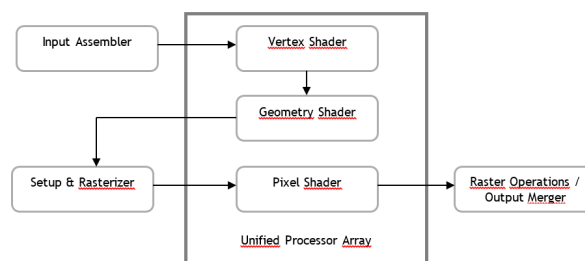 Input Assembler
Vertex Shader
Geometry Shader
Setup & Rasterizer
Pixel Shader
Raster Operations /
Output Merger
Unified Processor Array